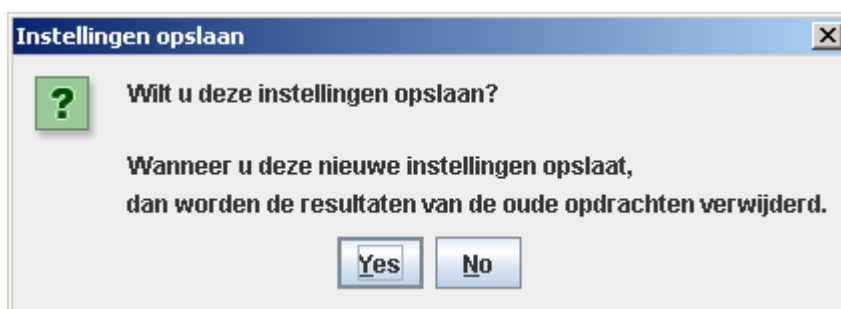 Instellingen opslaan
Wilt u deze instellingen opslaan?
Wanneer u deze nieuwe instellingen opslaat,
dan worden de resultaten van de oude opdrachten verwijderd.
Yes No